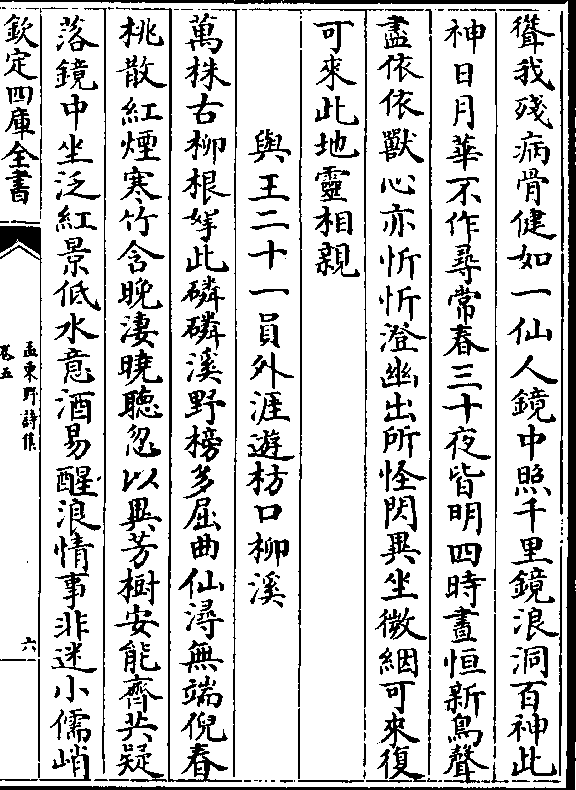 聳我殘病骨健如一仙人鏡中照千里鏡浪洞百神此
神日月華不作尋常春三十夜皆明四時晝恒新鳥聲
盡依依獸心亦忻忻澄幽出所怪閃異坐微絪可來復
可來此地靈相親
與王二十一員外涯遊枋口柳溪
萬株古柳根拏此磷磷溪野榜多屈曲仙潯無端倪春
桃散紅煙寒竹含晚淒曉聽忽以異芳樹安能齊共疑
落鏡中坐泛紅景低水意酒易醒浪情事非迷小儒峭
欽定四庫全書
孟東野詩集
卷五
六